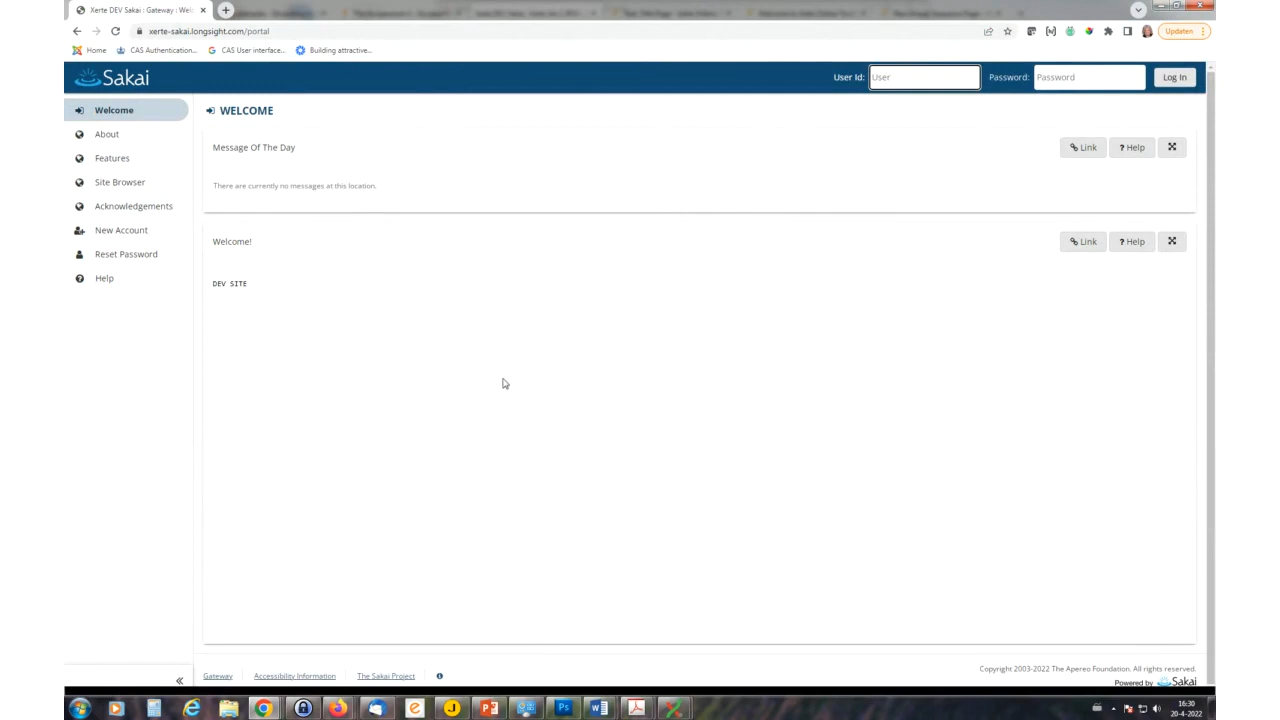 Xerte DEV Sakai : Gateway : Wel
xerte-sakai.longsight.com/portal
Updaten
Home
CAS Authentication...
CAS User interface...
Building attractive...
Sakai
User Id:
User
Password:
Password
Log In
Welcome
About
Features
Site Browser
Acknowledgements
New Account
Reset Password
Help
WELCOME
Message Of The Day
Link
? Help
There are currently no messages at this location.
Welcome!
Link
? Help
DEV SITE
Gateway
Accessibility Information
The Sakai Project
Copyright 2003-2022 The Apereo Foundation. All rights reserved.
Powered by Sakai
16:30
20-4-2022